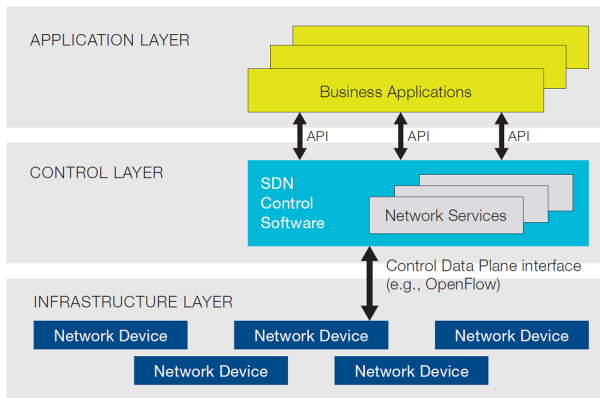 APPLICATION LAYER
Business Applications
API
API
API
CONTROL LAYER
SDN
Control
Software
Network Services
Control Data Plane interface
(e.g., OpenFlow)
INFRASTRUCTURE LAYER
Network Device
Network Device
Network Device
Network Device
Network Device